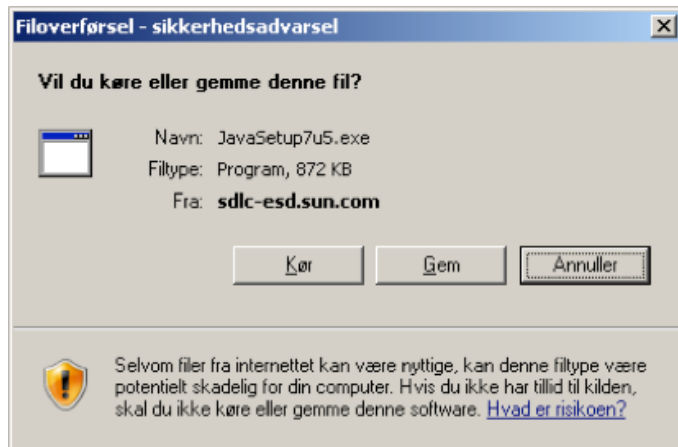 Filoverførsel - sikkerhedsadvarsel
Vil du køre eller gemme denne fil?
Navn: JavaSetup7u5.exe
Filtype: Program, 872 KB
Fra: sdlc-esd.sun.com
Kør Gem Annuller
Selvom filer fra internettet kan være nyttige, kan denne filtype være
potentielt skadelig for din computer. Hvis du ikke har tillid til kilden,
skal du ikke køre eller gemme denne software. Hvad er risikoen?